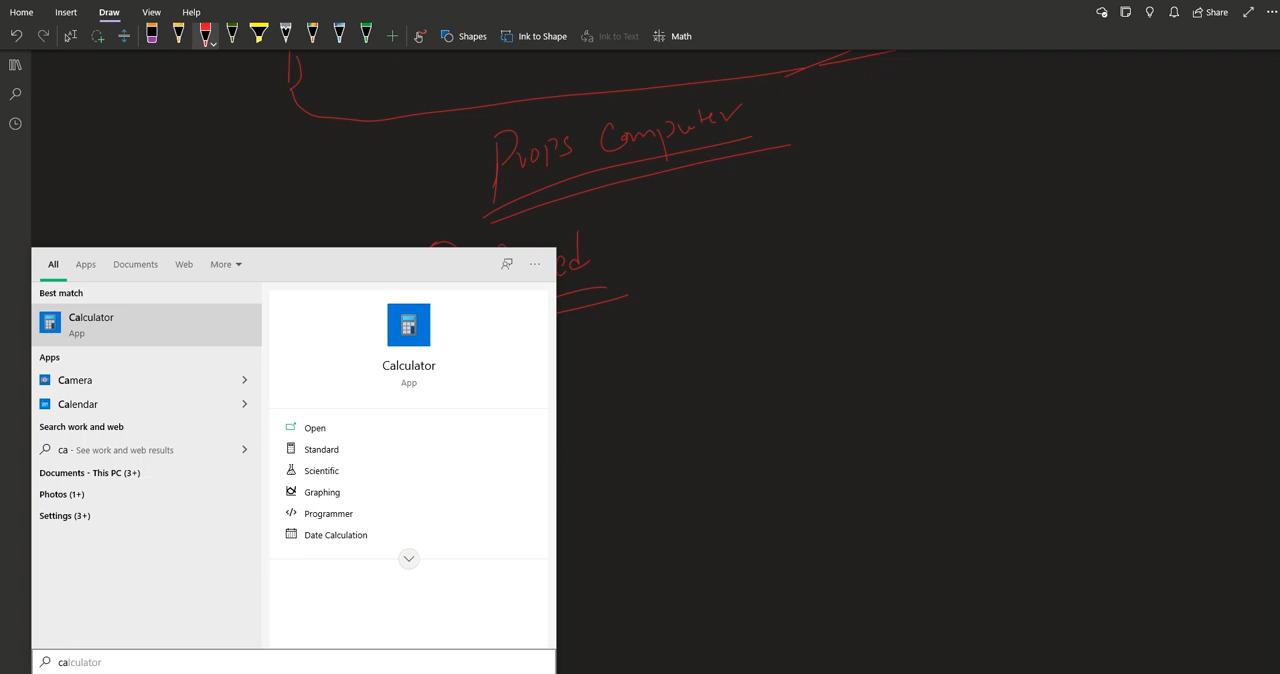 Home Insert Draw View Help Share
Shapes Ink to Shape Ink to Text Math
Props Computer
ed
All Apps Documents Web More
Best match
Calculator
App
Apps
Camera
Calendar
Search work and web
ca - See work and web results
Documents - This PC (3+)
Photos (1+)
Settings (3+)
Calculator
App
Open
Standard
Scientific
Graphing
Programmer
Date Calculation
calculator